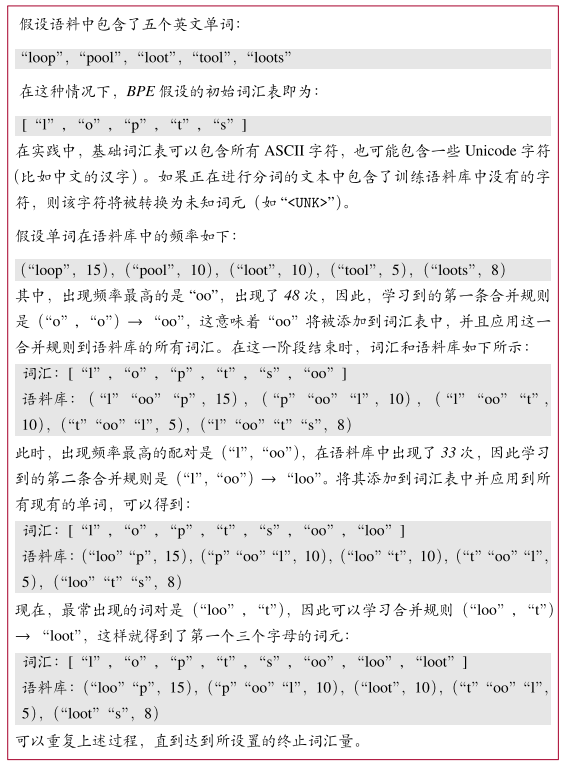 假设语料中包含了五个英文单词：
“loop”，“pool”，“loot”，“tool”，“loots”
在这种情况下，BPE 假设的初始词汇表即为：
[ “l” , “o” , “p” , “t” , “s” ]
在实践中，基础词汇表可以包含所有 ASCII 字符，也可能包含一些 Unicode 字符
(比如中文的汉字) 。如果正在进行分词的文本中包含了训练语料库中没有的字
符，则该字符将被转换为未知词元（如 “<UNK>”）。
假设单词在语料库中的频率如下：
(“loop”, 15)，(“pool”, 10)，(“loot”, 10)，(“tool”, 5)，(“loots”, 8)
其中，出现频率最高的是 “oo”，出现了 48 次，因此，学习到的第一条合并规则
是（“o” , “o”）→ “oo”，这意味着 “oo” 将被添加到词汇表中，并且应用这一
合并规则到语料库的所有词汇。在这一阶段结束时，词汇和语料库如下所示：
词汇：[ “l” , “o” , “p” , “t” , “s” , “oo” ]
语料库：(“l” “oo” “p”, 15)，(“p” “oo” “l”, 10)，(“l” “oo” “t”,
10)，(“t” “oo” “l”, 5)，(“l” “oo” “t” “s”, 8)
此时，出现频率最高的配对是（“l”, “oo”），在语料库中出现了 33 次，因此学习
到的第二条合并规则是（“l”, “oo”）→ “loo”。将其添加到词汇表中并应用到所
有现有的单词，可以得到：
词汇：[ “l” , “o” , “p” , “t” , “s” , “oo” , “loo” ]
语料库：(“loo” “p”, 15)，(“p” “oo” “l”, 10)，(“loo” “t”, 10)，(“t” “oo” “l”,
5)，(“loo” “t” “s”, 8)
现在，最常出现的词对是（“loo” , “t”），因此可以学习合并规则（“loo” , “t”）
→ “loot”，这样就得到了第一个三个字母的词元：
词汇：[ “l” , “o” , “p” , “t” , “s” , “oo” , “loo” , “loot” ]
语料库：(“loo” “p”, 15)，(“p” “oo” “l”, 10)，(“loot”, 10)，(“t” “oo” “l”,
5)，(“loot” “s”, 8)
可以重复上述过程，直到达到所设置的终止词汇量。